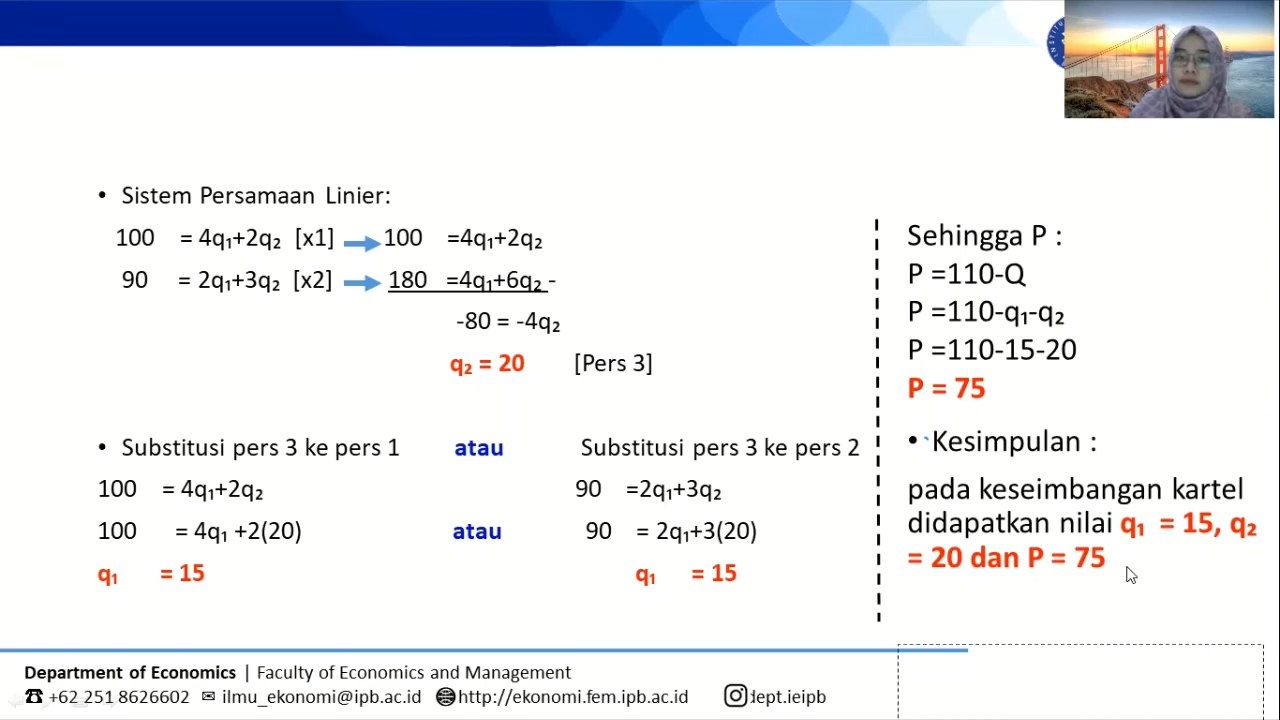 INSTIT
• Sistem Persamaan Linier:
100 = 4q₁+2q₂ [x1] 100 =4q₁+2q₂
90 = 2q₁+3q₂ [x2] 180 =4q₁+6q₂ -
-80 = -4q₂
q₂ = 20 [Pers 3]
• Substitusi pers 3 ke pers 1 atau Substitusi pers 3 ke pers 2
100 = 4q₁+2q₂ 90 =2q₁+3q₂
100 = 4q₁ +2(20) atau 90 = 2q₁+3(20)
q₁ = 15 q₁ = 15
Sehingga P :
P =110-Q
P =110-q₁-q₂
P =110-15-20
P = 75
• `Kesimpulan :
pada keseimbangan kartel
didapatkan nilai q₁ = 15, q₂
= 20 dan P = 75
Department of Economics | Faculty of Economics and Management
+62 251 8626602 ilmu_ekonomi@ipb.ac.id http://ekonomi.fem.ipb.ac.id dept.ieipb